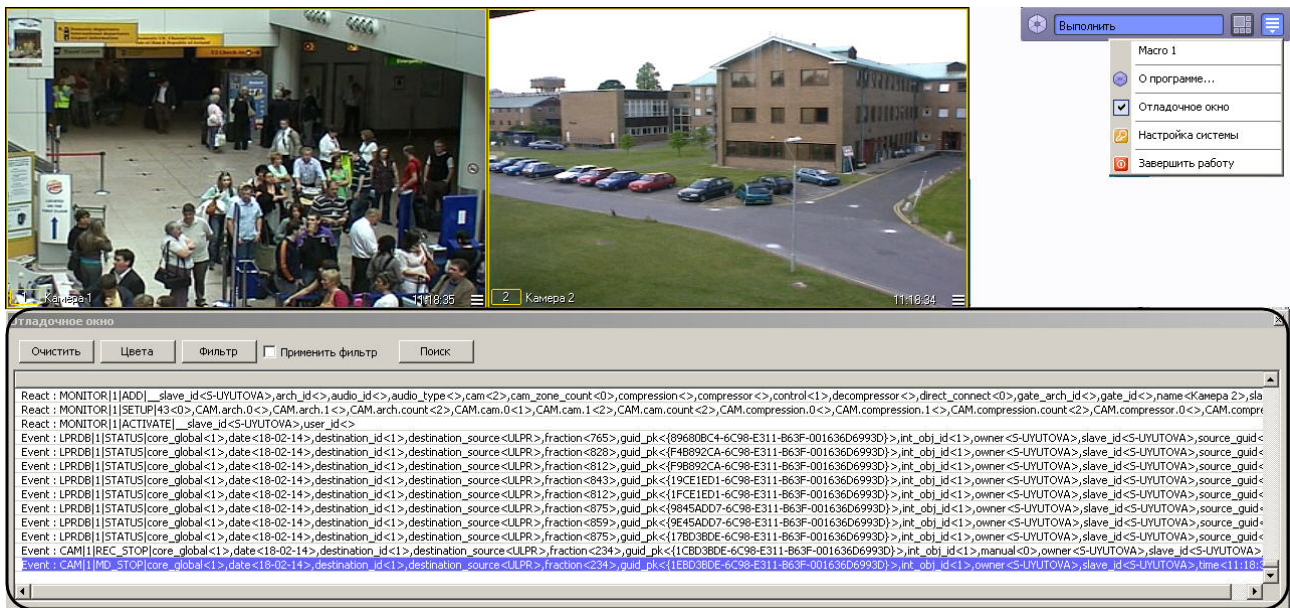 Выполнить
Macro 1
О программе...
Отладочное окно
Настройка системы
Завершить работу
1 Камера 1 11:18:35
2 Камера 2 11:18:34
Отладочное окно
Очистить Цвета Фильтр Применить фильтр Поиск
React : MONITOR|1|ADD|__slave_id<S-UYUTOVA>,arch_id<>,audio_id<>,audio_type<>,cam<2>,cam_zone_count<0>,compression<>,compressor<>,control<1>,decompressor<>,direct_connect<0>,gate_arch_id<>,gate_id<>,name<Камера 2>,sla
React : MONITOR|1|SETUP|43<0>,CAM.arch.0<>,CAM.arch.1<>,CAM.arch.count<2>,CAM.cam.0<1>,CAM.cam.1<2>,CAM.cam.count<2>,CAM.compression.0<>,CAM.compression.1<>,CAM.compression.count<2>,CAM.compressor.0<>,CAM.compre
React : MONITOR|1|ACTIVATE|__slave_id<S-UYUTOVA>,user_id<>
Event : LPRDB|1|STATUS|core_global<1>,date<18-02-14>,destination_id<1>,destination_source<ULPR>,fraction<765>,guid_pk<{89680BC4-6C98-E311-B63F-001636D6993D}>,int_obj_id<1>,owner<S-UYUTOVA>,slave_id<S-UYUTOVA>,source_guid<
Event : LPRDB|1|STATUS|core_global<1>,date<18-02-14>,destination_id<1>,destination_source<ULPR>,fraction<828>,guid_pk<{F4B892CA-6C98-E311-B63F-001636D6993D}>,int_obj_id<1>,owner<S-UYUTOVA>,slave_id<S-UYUTOVA>,source_guid<
Event : LPRDB|1|STATUS|core_global<1>,date<18-02-14>,destination_id<1>,destination_source<ULPR>,fraction<812>,guid_pk<{F9B892CA-6C98-E311-B63F-001636D6993D}>,int_obj_id<1>,owner<S-UYUTOVA>,slave_id<S-UYUTOVA>,source_guid<
Event : LPRDB|1|STATUS|core_global<1>,date<18-02-14>,destination_id<1>,destination_source<ULPR>,fraction<843>,guid_pk<{19CE1ED1-6C98-E311-B63F-001636D6993D}>,int_obj_id<1>,owner<S-UYUTOVA>,slave_id<S-UYUTOVA>,source_guid<
Event : LPRDB|1|STATUS|core_global<1>,date<18-02-14>,destination_id<1>,destination_source<ULPR>,fraction<812>,guid_pk<{1FCE1ED1-6C98-E311-B63F-001636D6993D}>,int_obj_id<1>,owner<S-UYUTOVA>,slave_id<S-UYUTOVA>,source_guid<
Event : LPRDB|1|STATUS|core_global<1>,date<18-02-14>,destination_id<1>,destination_source<ULPR>,fraction<875>,guid_pk<{9845ADD7-6C98-E311-B63F-001636D6993D}>,int_obj_id<1>,owner<S-UYUTOVA>,slave_id<S-UYUTOVA>,source_guid<
Event : LPRDB|1|STATUS|core_global<1>,date<18-02-14>,destination_id<1>,destination_source<ULPR>,fraction<859>,guid_pk<{9E45ADD7-6C98-E311-B63F-001636D6993D}>,int_obj_id<1>,owner<S-UYUTOVA>,slave_id<S-UYUTOVA>,source_guid<
Event : LPRDB|1|STATUS|core_global<1>,date<18-02-14>,destination_id<1>,destination_source<ULPR>,fraction<875>,guid_pk<{17BD3BDE-6C98-E311-B63F-001636D6993D}>,int_obj_id<1>,owner<S-UYUTOVA>,slave_id<S-UYUTOVA>,source_guid<
Event : CAM|1|REC_STOP|core_global<1>,date<18-02-14>,destination_id<1>,destination_source<ULPR>,fraction<234>,guid_pk<{1CBD3BDE-6C98-E311-B63F-001636D6993D}>,int_obj_id<1>,manual<0>,owner<S-UYUTOVA>,slave_id<S-UYUTOVA>
Event : CAM|1|MD_STOP|core_global<1>,date<18-02-14>,destination_id<1>,destination_source<ULPR>,fraction<234>,guid_pk<{1EBD3BDE-6C98-E311-B63F-001636D6993D}>,int_obj_id<1>,owner<S-UYUTOVA>,slave_id<S-UYUTOVA>,time<11:18:3